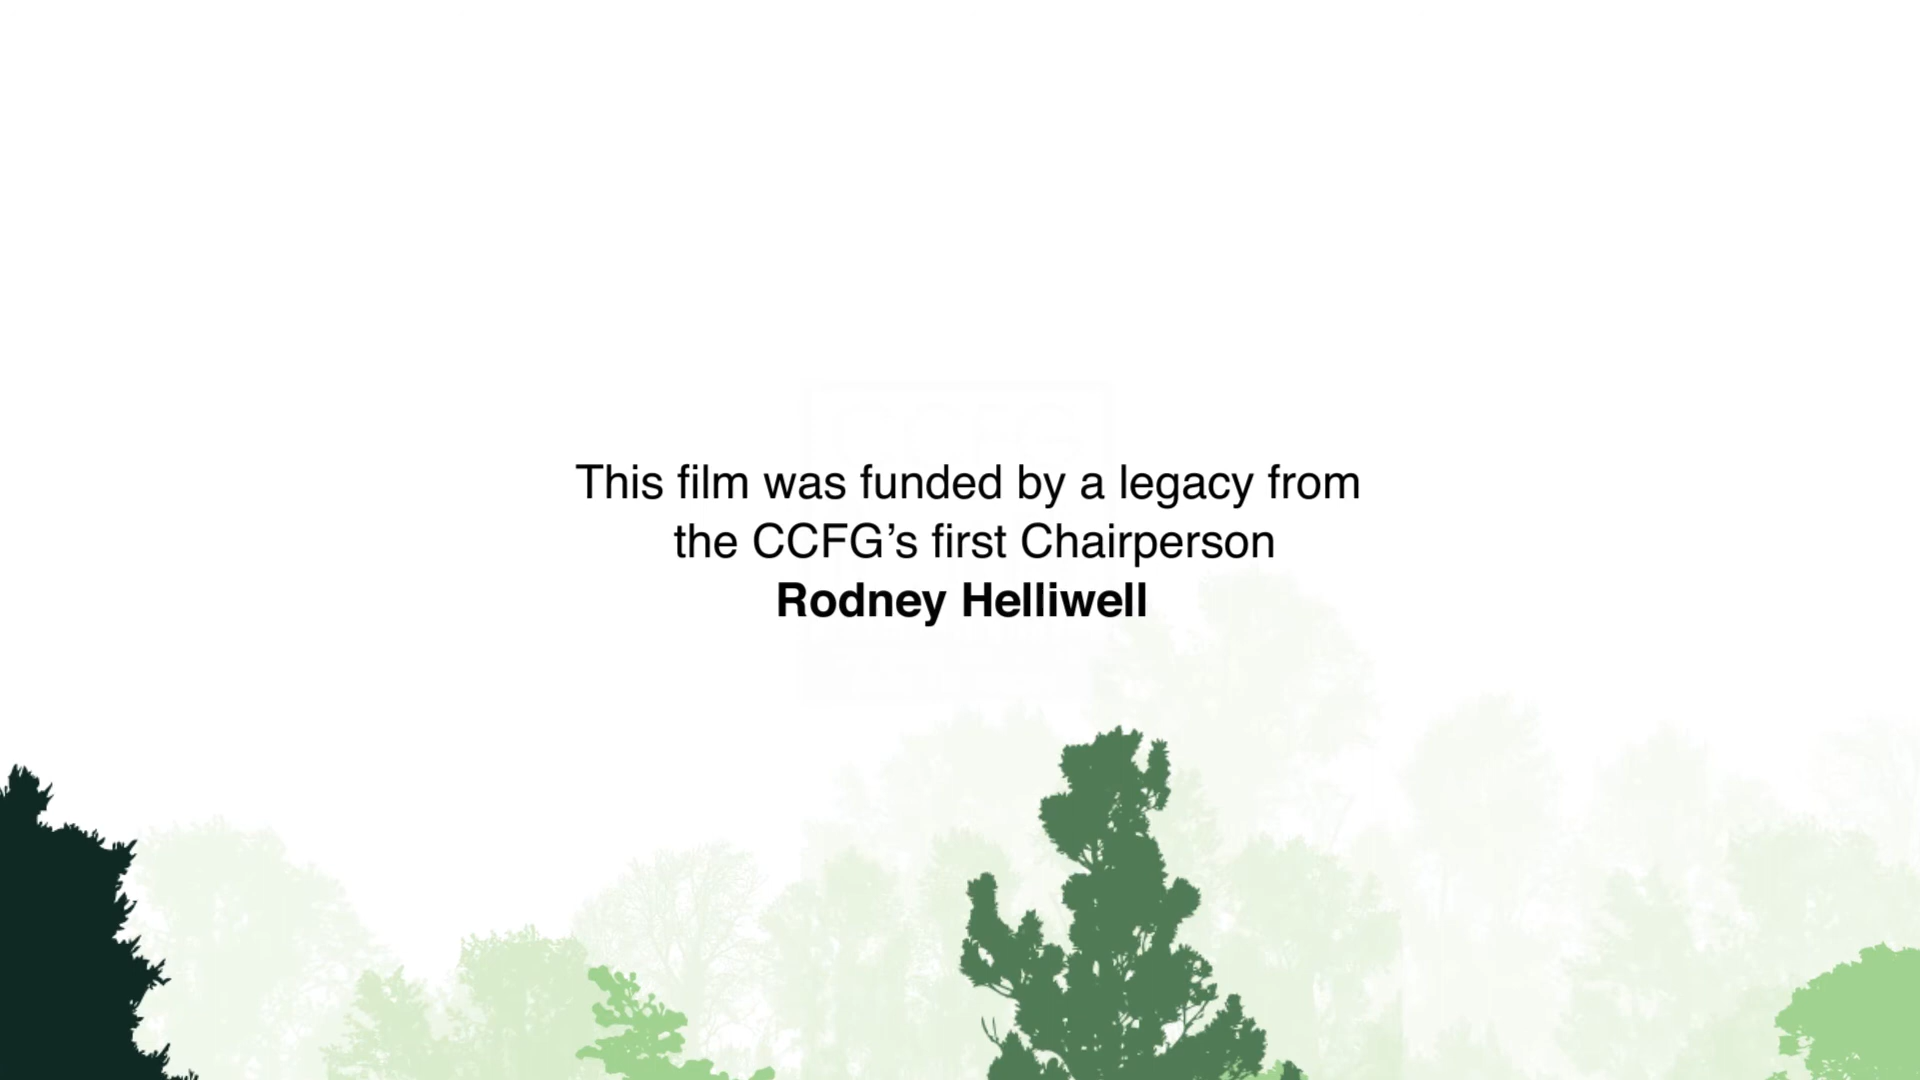 This film was funded by a legacy from
the CCFG’s first Chairperson
Rodney Helliwell